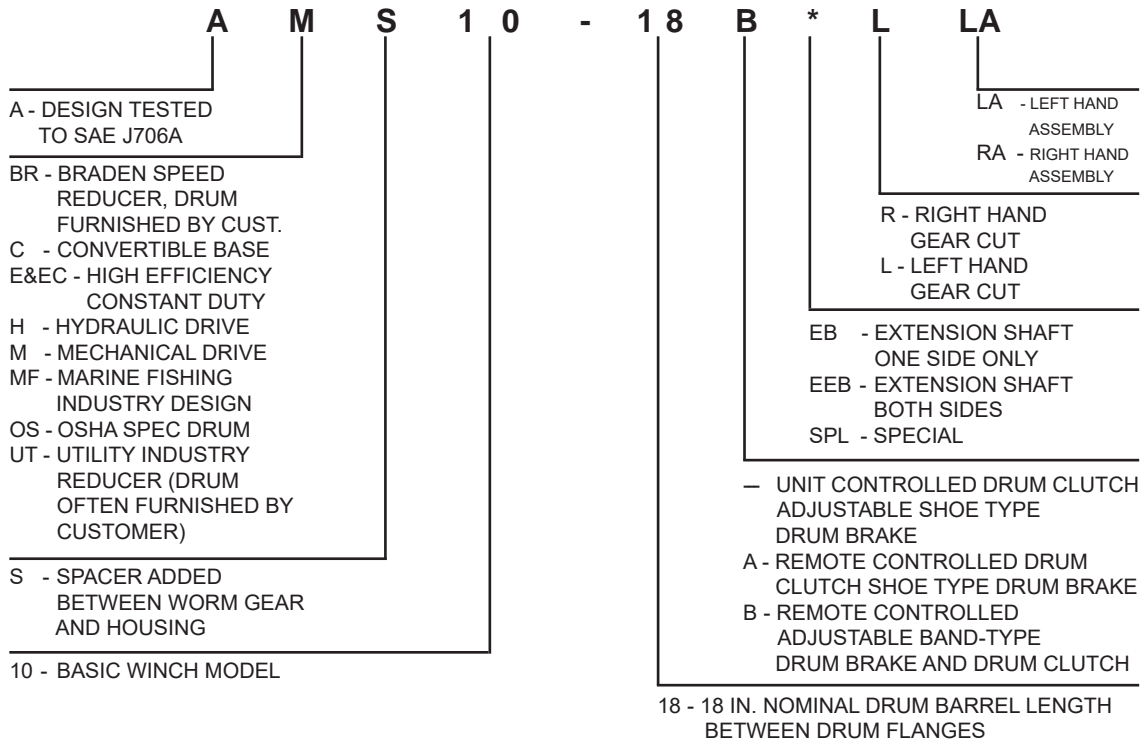 A M S 1 0 - 1 8 B * L LA
A - DESIGN TESTED
TO SAE J706A
BR - BRADEN SPEED
REDUCER, DRUM
FURNISHED BY CUST.
C - CONVERTIBLE BASE
E&EC - HIGH EFFICIENCY
CONSTANT DUTY
H - HYDRAULIC DRIVE
M - MECHANICAL DRIVE
MF - MARINE FISHING
INDUSTRY DESIGN
OS - OSHA SPEC DRUM
UT - UTILITY INDUSTRY
REDUCER (DRUM
OFTEN FURNISHED BY
CUSTOMER)
S - SPACER ADDED
BETWEEN WORM GEAR
AND HOUSING
10 - BASIC WINCH MODEL
LA - LEFT HAND
ASSEMBLY
RA - RIGHT HAND
ASSEMBLY
R - RIGHT HAND
GEAR CUT
L - LEFT HAND
GEAR CUT
EB - EXTENSION SHAFT
ONE SIDE ONLY
EEB - EXTENSION SHAFT
BOTH SIDES
SPL - SPECIAL
— UNIT CONTROLLED DRUM CLUTCH
ADJUSTABLE SHOE TYPE
DRUM BRAKE
A - REMOTE CONTROLLED DRUM
CLUTCH SHOE TYPE DRUM BRAKE
B - REMOTE CONTROLLED
ADJUSTABLE BAND-TYPE
DRUM BRAKE AND DRUM CLUTCH
18 - 18 IN. NOMINAL DRUM BARREL LENGTH
BETWEEN DRUM FLANGES